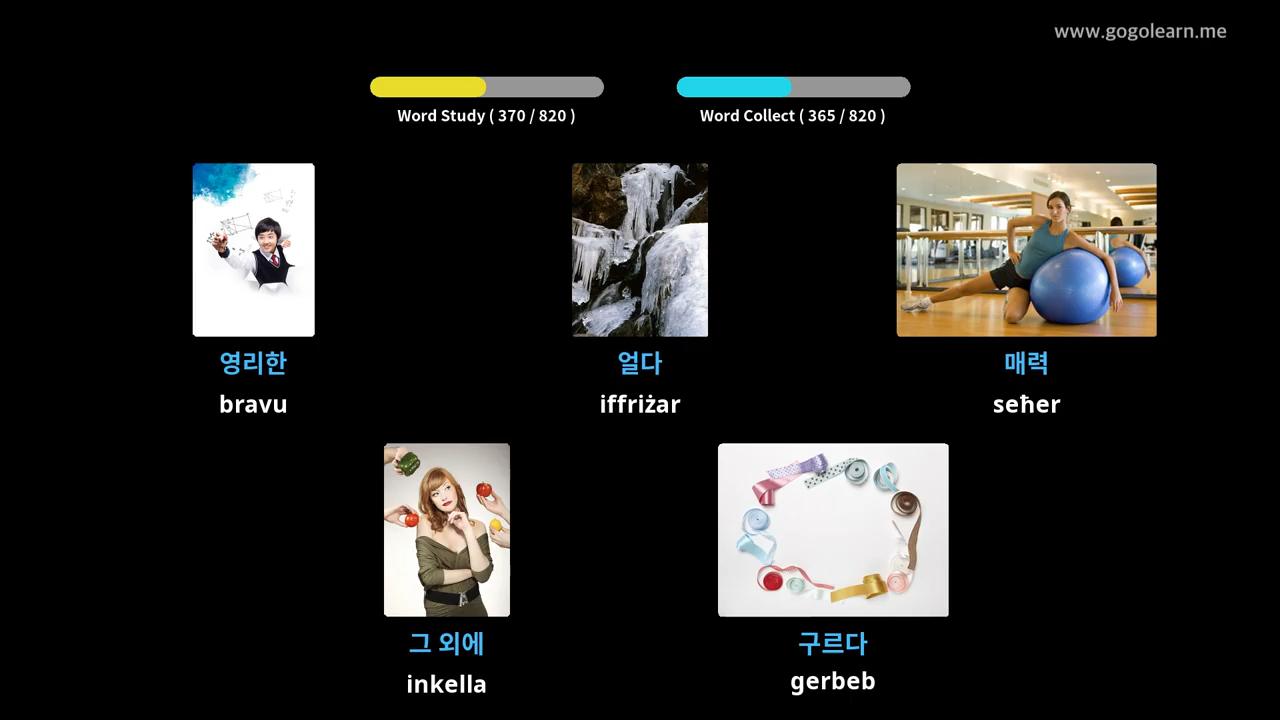 www.gogolearn.me
Word Study ( 370 / 820 )
Word Collect ( 365 / 820 )
영리한
얼다
매력
bravu
iffriżar
seħer
그 외에
구르다
inkella
gerbeb